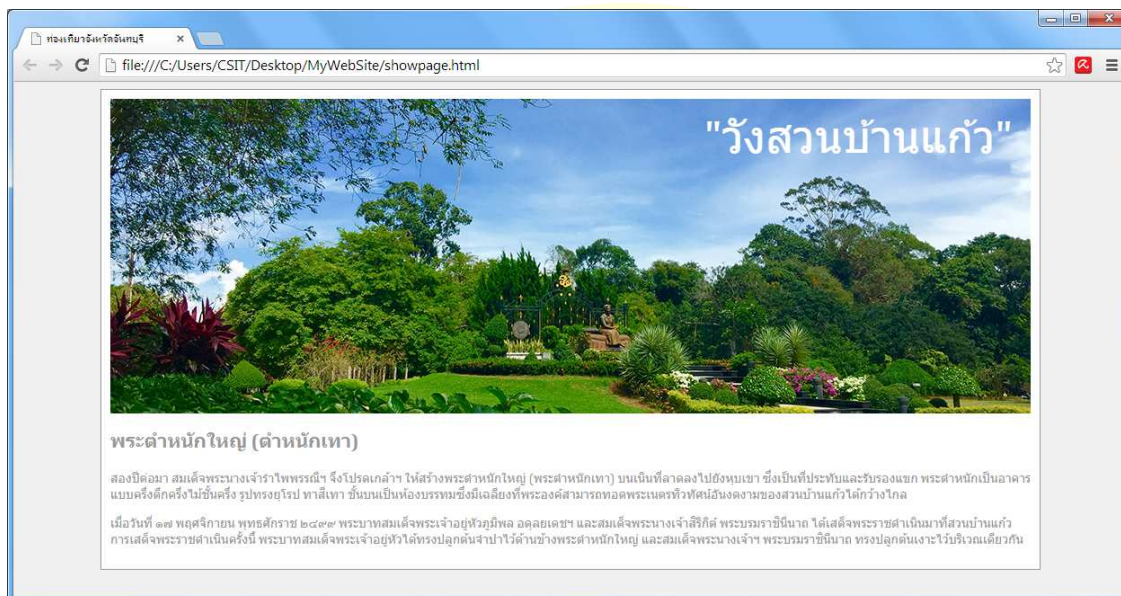 ท่องเที่ยวจังหวัดจันทบุรี
file:///C:/Users/CSIT/Desktop/MyWebSite/showpage.html
"วังสวนบ้านแก้ว"
พระตำหนักใหญ่ (ตำหนักเทา)
สองปีต่อมา สมเด็จพระนางเจ้ารำไพพรรณีฯ จึงโปรดเกล้าฯ ให้สร้างพระตำหนักใหญ่ (พระตำหนักเทา) บนเนินที่ลาดลงไปยังหุบเขา ซึ่งเป็นที่ประทับและรับรองแขก พระตำหนักเป็นอาคาร
แบบครึ่งตึกครึ่งไม้ชั้นครึ่ง รูปทรงยุโรป ทาสีเทา ชั้นบนเป็นห้องบรรทมซึ่งมีเฉลียงที่พระองค์สามารถทอดพระเนตรทิวทัศน์อันงดงามของสวนบ้านแก้วได้กว้างไกล
เมื่อวันที่ ๑๗ พฤศจิกายน พุทธศักราช ๒๔๙๙ พระบาทสมเด็จพระเจ้าอยู่หัวภูมิพล อดุลยเดชฯ และสมเด็จพระนางเจ้าสิริกิต์ พระบรมราชินีนาถ ได้เสด็จพระราชดำเนินมาที่สวนบ้านแก้ว
การเสด็จพระราชดำเนินครั้งนี้ พระบาทสมเด็จพระเจ้าอยู่หัวได้ทรงปลูกต้นจำปาไว้ด้านข้างพระตำหนักใหญ่ และสมเด็จพระนางเจ้าฯ พระบรมราชินีนาถ ทรงปลูกต้นเงาะไว้บริเวณเดียวกัน